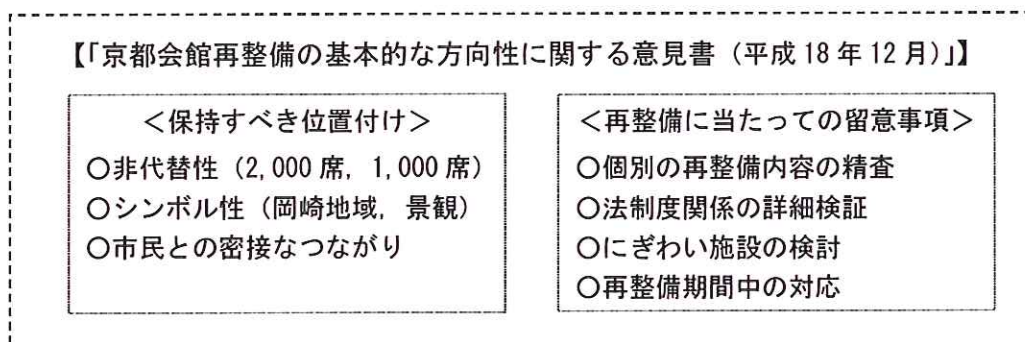 【「京都会館再整備の基本的な方向性に関する意見書（平成18年12月）」】
＜保持すべき位置付け＞
○非代替性（2,000席，1,000席）
○シンボル性（岡崎地域，景観）
○市民との密接なつながり
＜再整備に当たっての留意事項＞
○個別の再整備内容の精査
○法制度関係の詳細検証
○にぎわい施設の検討
○再整備期間中の対応